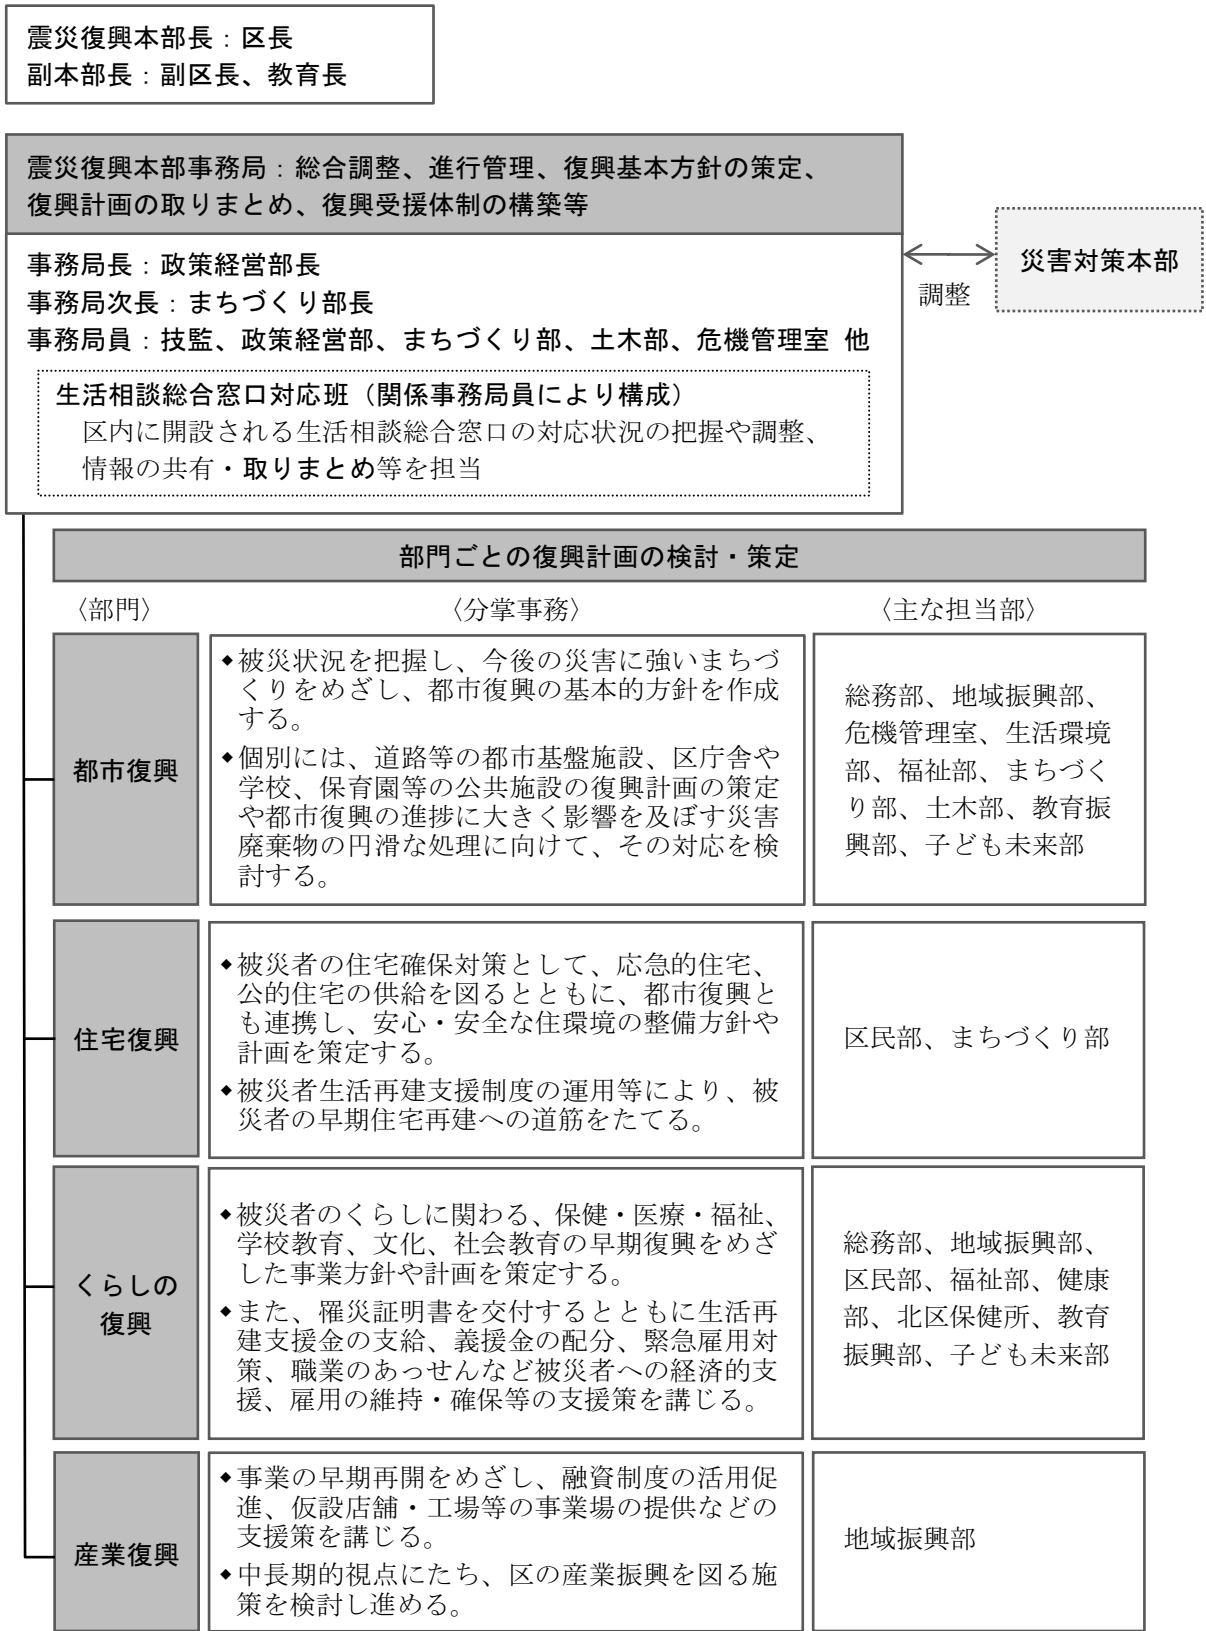 震災復興本部長：区長
副本部長：副区長、教育長
震災復興本部事務局：総合調整、進行管理、復興基本方針の策定、
復興計画の取りまとめ、復興受援体制の構築等
事務局長：政策経営部長
事務局次長：まちづくり部長
事務局員：技監、政策経営部、まちづくり部、土木部、危機管理室 他
生活相談総合窓口対応班（関係事務局員により構成）
区内に開設される生活相談総合窓口の対応状況の把握や調整、
情報の共有・取りまとめ等を担当
調整
災害対策本部
部門ごとの復興計画の検討・策定
〈部門〉
〈分掌事務〉
〈主な担当部〉
都市復興
◆被災状況を把握し、今後の災害に強いまちづ
くりをめざし、都市復興の基本的方針を作成
する。
◆個別には、道路等の都市基盤施設、区庁舎や
学校、保育園等の公共施設の復興計画の策定
や都市復興の進捗に大きく影響を及ぼす災害
廃棄物の円滑な処理に向けて、その対応を検
討する。
総務部、地域振興部、
危機管理室、生活環境
部、福祉部、まちづく
り部、土木部、教育振
興部、子ども未来部
住宅復興
◆被災者の住宅確保対策として、応急的住宅、
公的住宅の供給を図るとともに、都市復興と
も連携し、安心・安全な住環境の整備方針や
計画を策定する。
◆被災者生活再建支援制度の運用等により、被
災者の早期住宅再建への道筋をたてる。
区民部、まちづくり部
くらしの
復興
◆被災者のくらしに関わる、保健・医療・福祉、
学校教育、文化、社会教育の早期復興をめざ
した事業方針や計画を策定する。
◆また、罹災証明書を交付するとともに生活再
建支援金の支給、義援金の配分、緊急雇用対
策、職業のあっせんなど被災者への経済的支
援、雇用の維持・確保等の支援策を講じる。
総務部、地域振興部、
区民部、福祉部、健康
部、北区保健所、教育
振興部、子ども未来部
産業復興
◆事業の早期再開をめざし、融資制度の活用促
進、仮設店舗・工場等の事業場の提供などの
支援策を講じる。
◆中長期的視点にたち、区の産業振興を図る施
策を検討し進める。
地域振興部